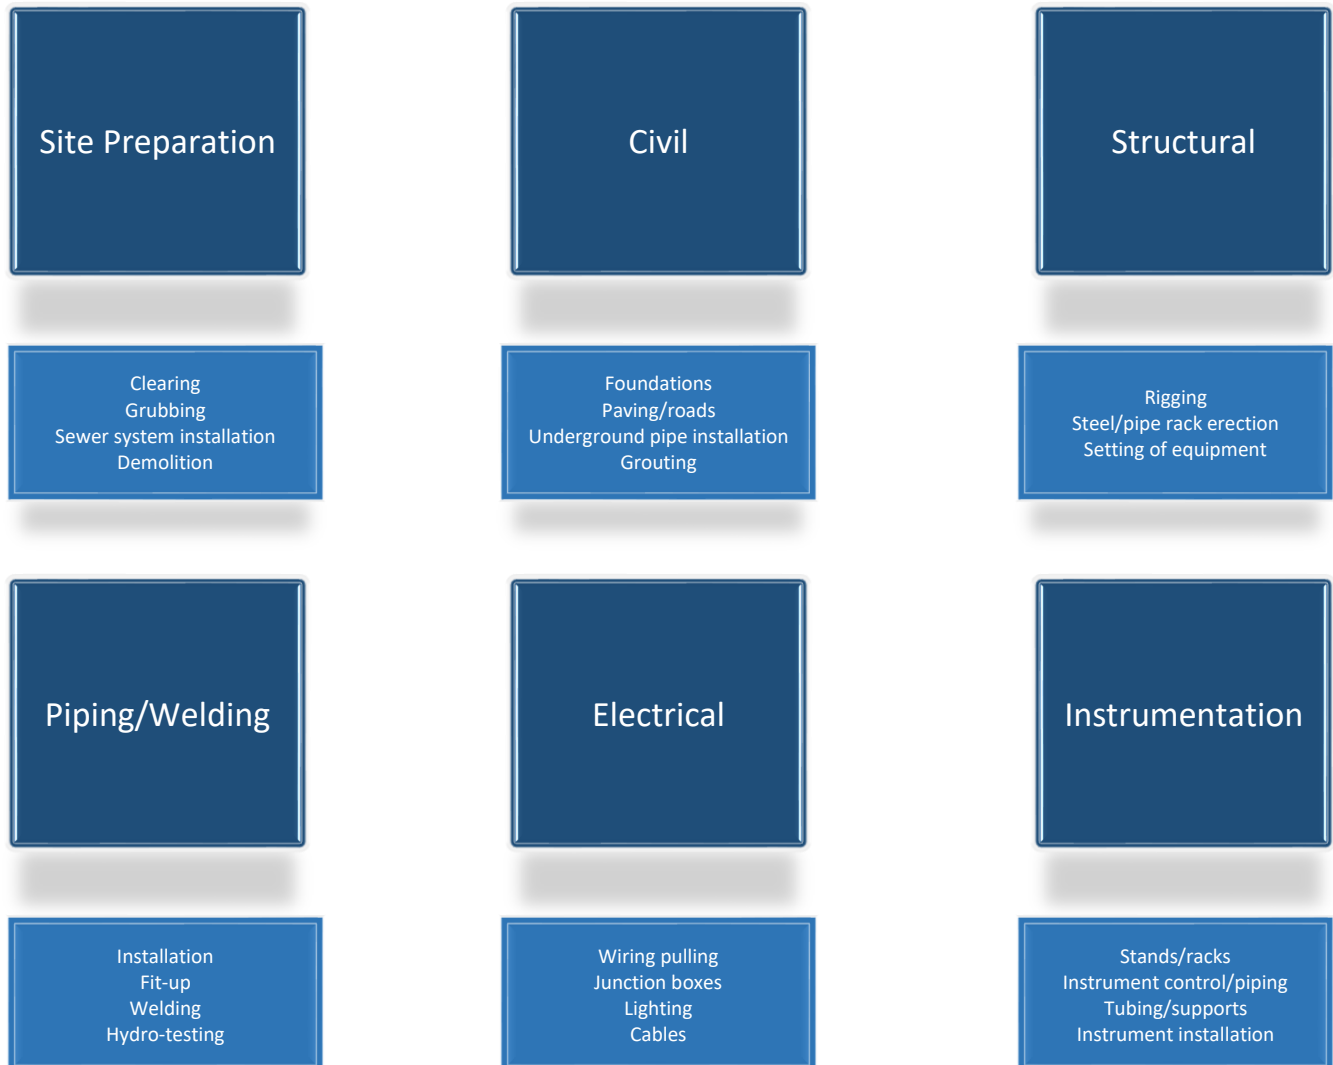 Site Preparation
Clearing
Grubbing
Sewer system installation
Demolition
Civil
Foundations
Paving/roads
Underground pipe installation
Grouting
Structural
Rigging
Steel/pipe rack erection
Setting of equipment
Piping/Welding
Installation
Fit-up
Welding
Hydro-testing
Electrical
Wiring pulling
Junction boxes
Lighting
Cables
Instrumentation
Stands/racks
Instrument control/piping
Tubing/supports
Instrument installation